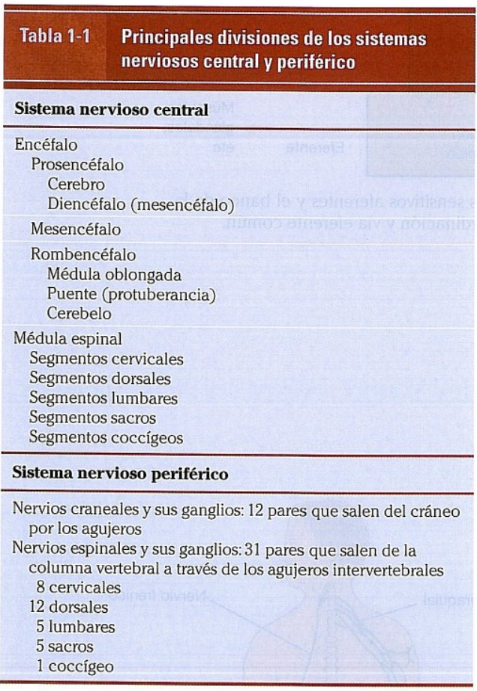 Tabla 1-1 Principales divisiones de los sistemas
nerviosos central y periférico
Sistema nervioso central
Encéfalo
Prosencéfalo
Cerebro
Diencéfalo (mesencéfalo)
Mesencéfalo
Rombencéfalo
Médula oblongada
Puente (protuberancia)
Cerebelo
Médula espinal
Segmentos cervicales
Segmentos dorsales
Segmentos lumbares
Segmentos sacros
Segmentos coccígeos
Sistema nervioso periférico
Nervios craneales y sus ganglios: 12 pares que salen del cráneo
por los agujeros
Nervios espinales y sus ganglios: 31 pares que salen de la
columna vertebral a través de los agujeros intervertebrales
8 cervicales
12 dorsales
5 lumbares
5 sacros
1 coccígeo